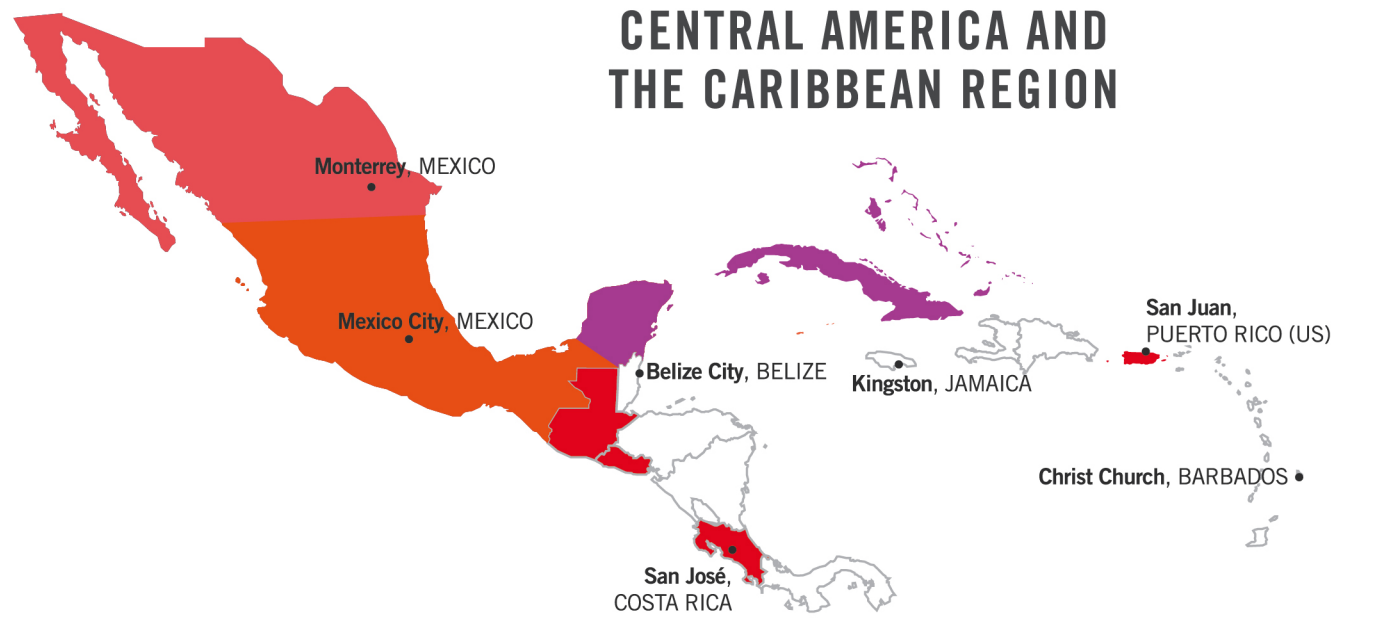 CENTRAL AMERICA AND
THE CARIBBEAN REGION
Monterrey, MEXICO
Mexico City, MEXICO
San Juan,
PUERTO RICO (US)
Belize City, BELIZE
Kingston, JAMAICA
Christ Church, BARBADOS
San José,
COSTA RICA